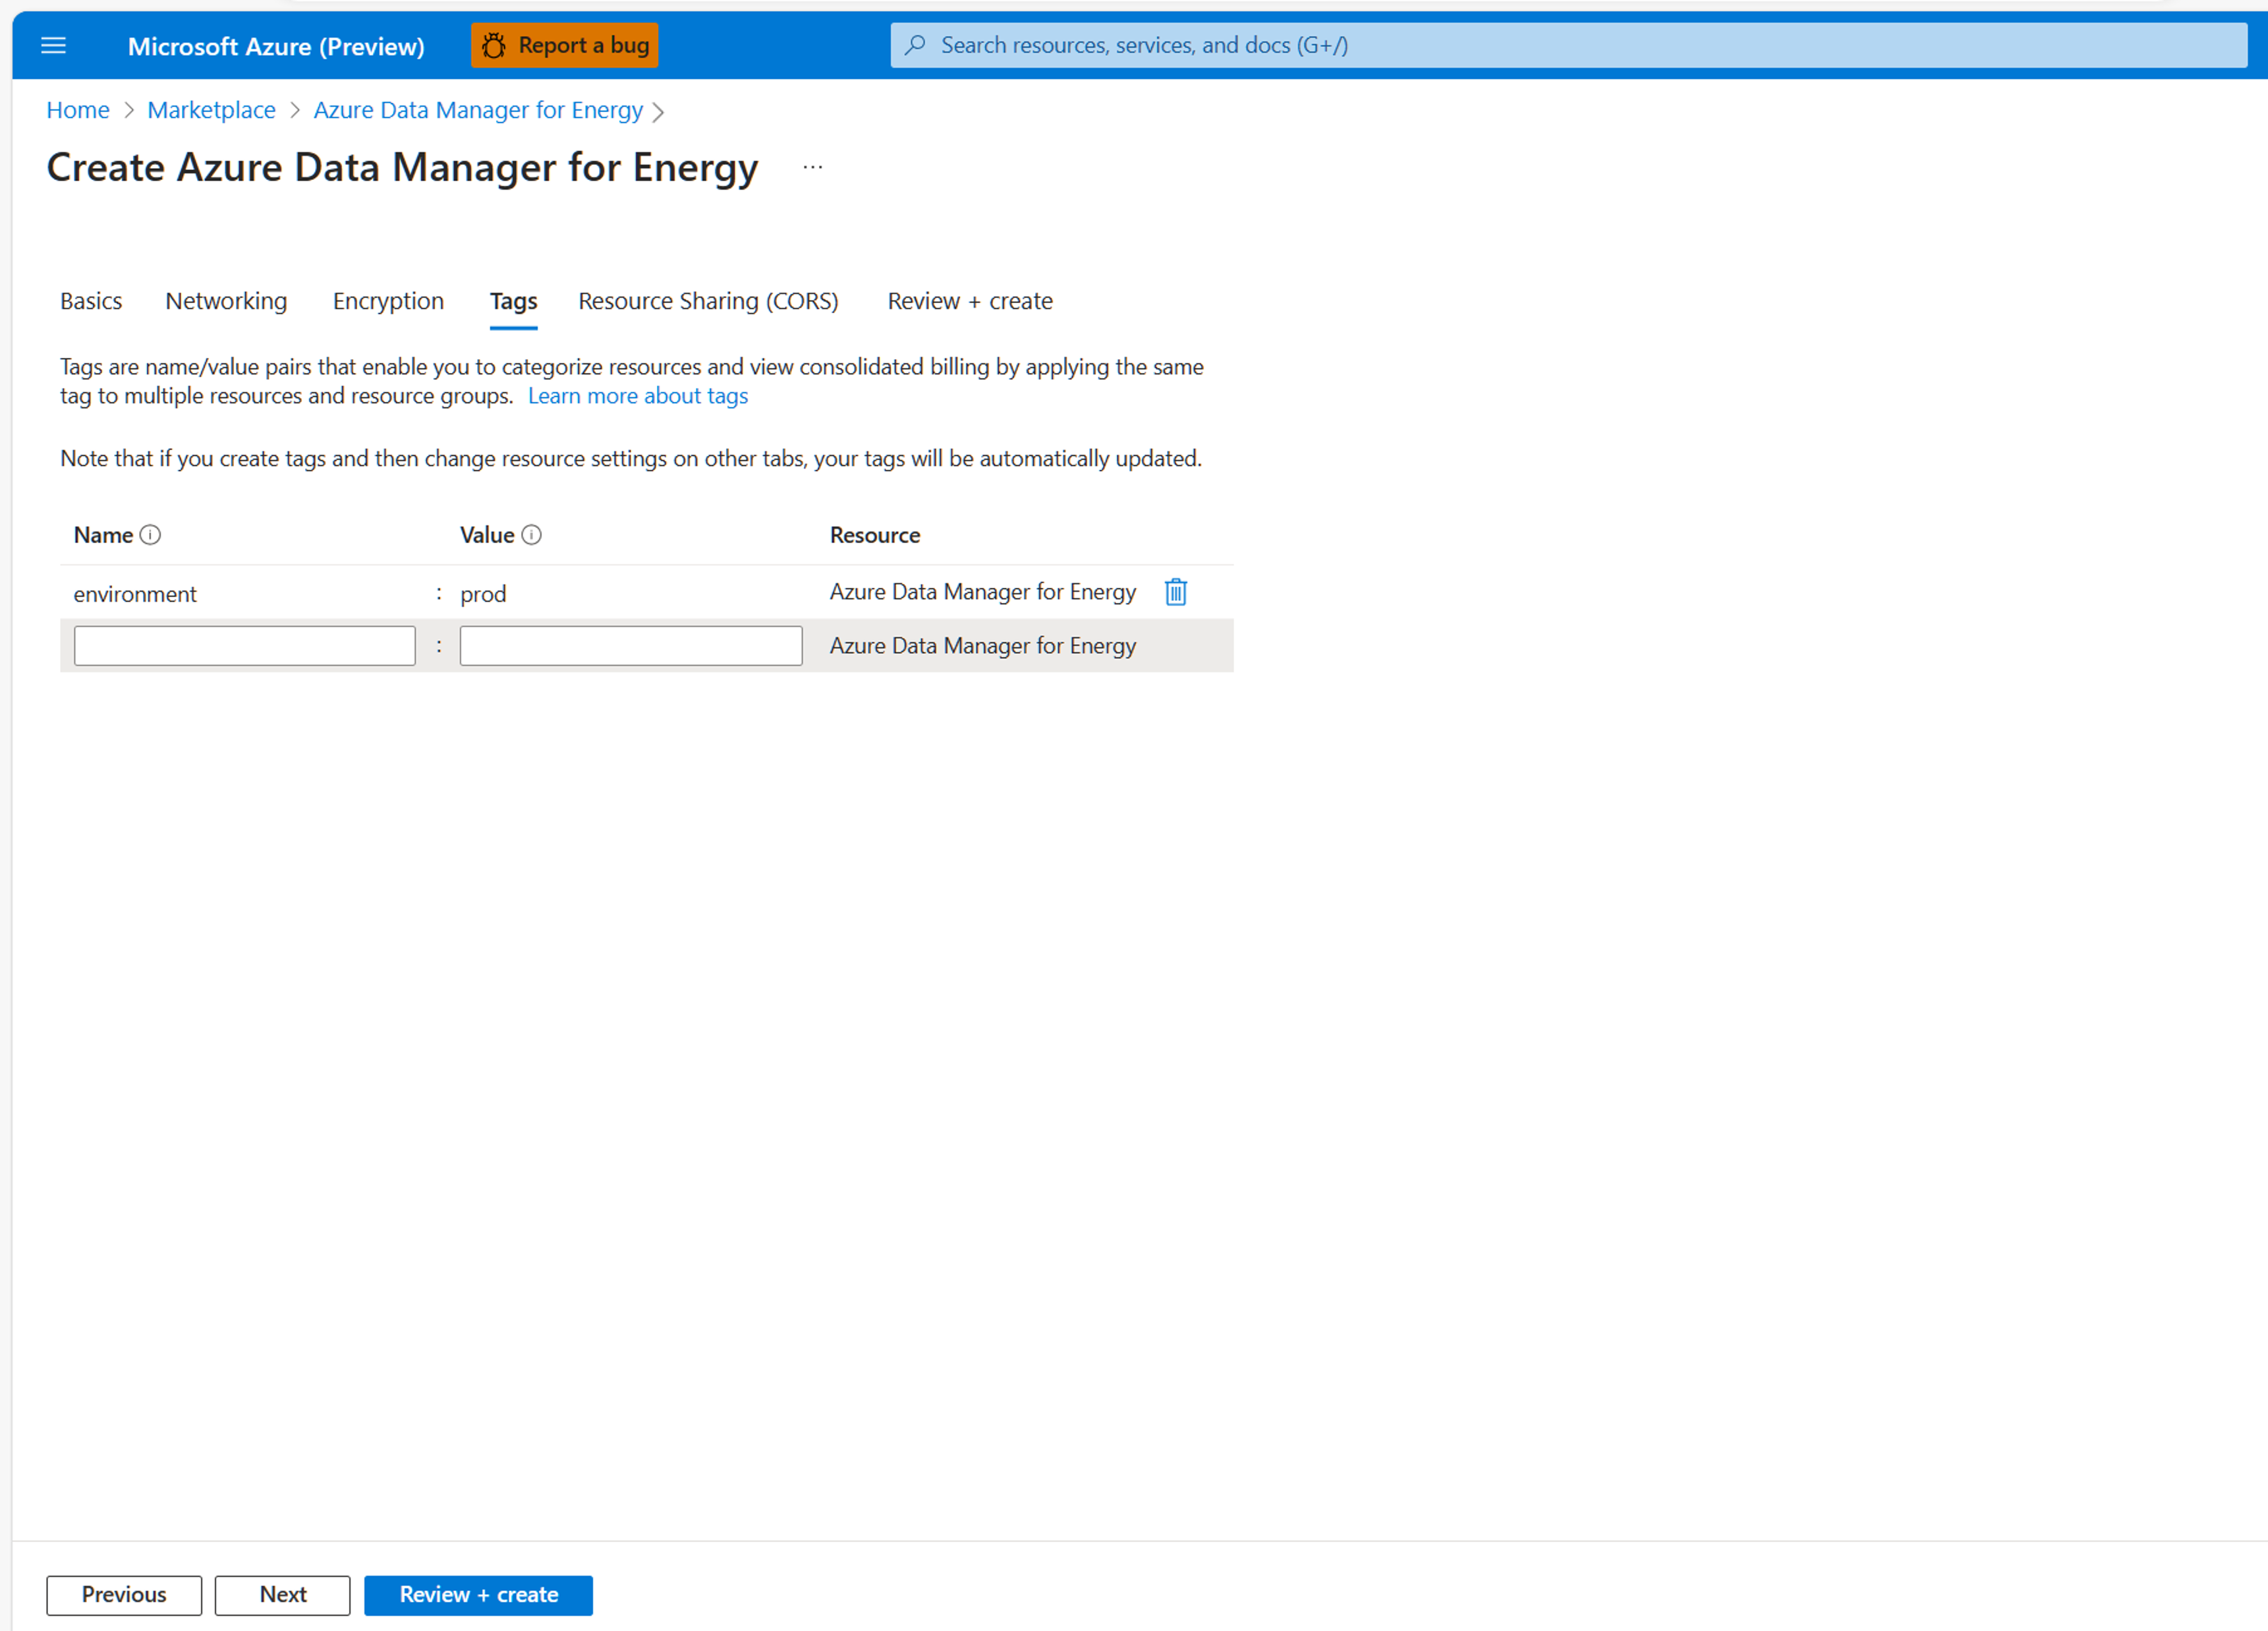 Microsoft Azure (Preview) Report a bug Search resources, services, and docs (G+/)
Home > Marketplace > Azure Data Manager for Energy >
Create Azure Data Manager for Energy ...
Basics Networking Encryption Tags Resource Sharing (CORS) Review + create
Tags are name/value pairs that enable you to categorize resources and view consolidated billing by applying the same
tag to multiple resources and resource groups. Learn more about tags
Note that if you create tags and then change resource settings on other tabs, your tags will be automatically updated.
Name Value Resource
environment : prod Azure Data Manager for Energy
: Azure Data Manager for Energy
Previous Next Review + create